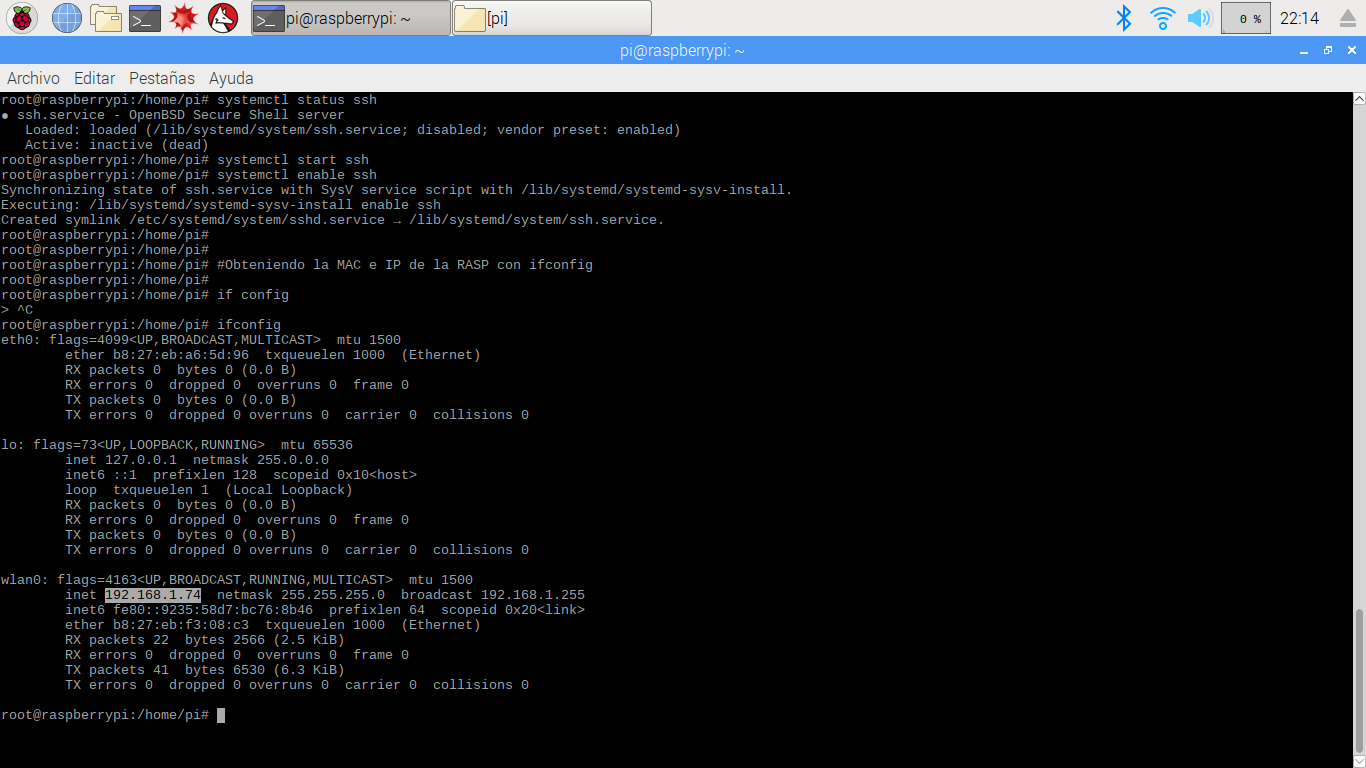 pi@raspberrypi: ~
[pi]
0 %
22:14
pi@raspberrypi: ~
Archivo Editar Pestañas Ayuda
root@raspberrypi:/home/pi# systemctl status ssh
● ssh.service - OpenBSD Secure Shell server
   Loaded: loaded (/lib/systemd/system/ssh.service; disabled; vendor preset: enabled)
   Active: inactive (dead)
root@raspberrypi:/home/pi# systemctl start ssh
root@raspberrypi:/home/pi# systemctl enable ssh
Synchronizing state of ssh.service with SysV service script with /lib/systemd/systemd-sysv-install.
Executing: /lib/systemd/systemd-sysv-install enable ssh
Created symlink /etc/systemd/system/sshd.service → /lib/systemd/system/ssh.service.
root@raspberrypi:/home/pi#
root@raspberrypi:/home/pi#
root@raspberrypi:/home/pi# #Obteniendo la MAC e IP de la RASP con ifconfig
root@raspberrypi:/home/pi#
root@raspberrypi:/home/pi# if config
> ^C
root@raspberrypi:/home/pi# ifconfig
eth0: flags=4099<UP,BROADCAST,MULTICAST>  mtu 1500
        ether b8:27:eb:a6:5d:96  txqueuelen 1000  (Ethernet)
        RX packets 0  bytes 0 (0.0 B)
        RX errors 0  dropped 0  overruns 0  frame 0
        TX packets 0  bytes 0 (0.0 B)
        TX errors 0  dropped 0 overruns 0  carrier 0  collisions 0
lo: flags=73<UP,LOOPBACK,RUNNING>  mtu 65536
        inet 127.0.0.1  netmask 255.0.0.0
        inet6 ::1  prefixlen 128  scopeid 0x10<host>
        loop  txqueuelen 1  (Local Loopback)
        RX packets 0  bytes 0 (0.0 B)
        RX errors 0  dropped 0  overruns 0  frame 0
        TX packets 0  bytes 0 (0.0 B)
        TX errors 0  dropped 0 overruns 0  carrier 0  collisions 0
wlan0: flags=4163<UP,BROADCAST,RUNNING,MULTICAST>  mtu 1500
        inet 192.168.1.74  netmask 255.255.255.0  broadcast 192.168.1.255
        inet6 fe80::9235:58d7:bc76:8b46  prefixlen 64  scopeid 0x20<link>
        ether b8:27:eb:f3:08:c3  txqueuelen 1000  (Ethernet)
        RX packets 22  bytes 2566 (2.5 KiB)
        RX errors 0  dropped 0  overruns 0  frame 0
        TX packets 41  bytes 6530 (6.3 KiB)
        TX errors 0  dropped 0 overruns 0  carrier 0  collisions 0
root@raspberrypi:/home/pi#